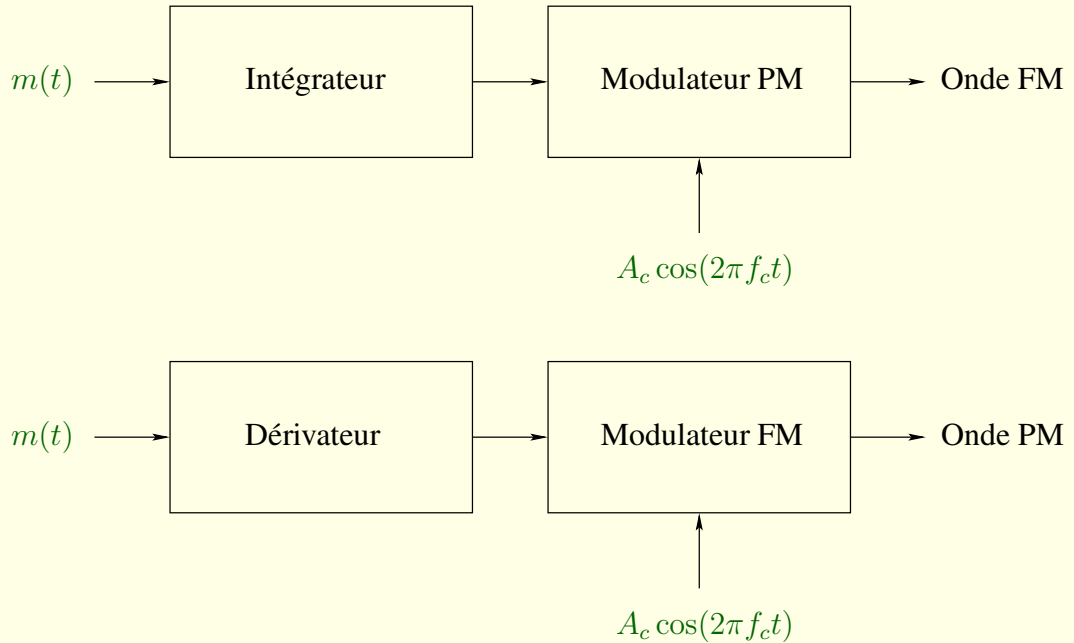 m(t) Intégrateur Modulateur PM Onde FM
A_c cos(2πf_c t)
m(t) Dérivateur Modulateur FM Onde PM
A_c cos(2πf_c t)